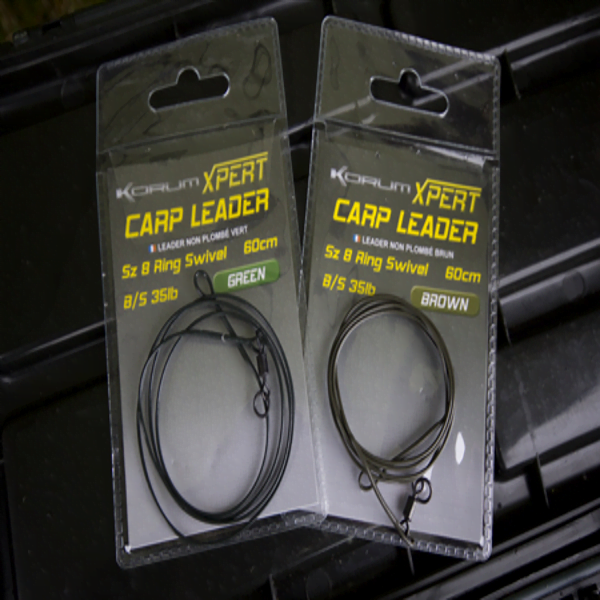 KORUM XPERT
CARP LEADER
LEADER NON PLOMBÉ VERT
Sz 8 Ring Swivel 60cm
B/S 35lb GREEN
KORUM XPERT
CARP LEADER
LEADER NON PLOMBÉ BRUN
Sz 8 Ring Swivel 60cm
B/S 35lb BROWN